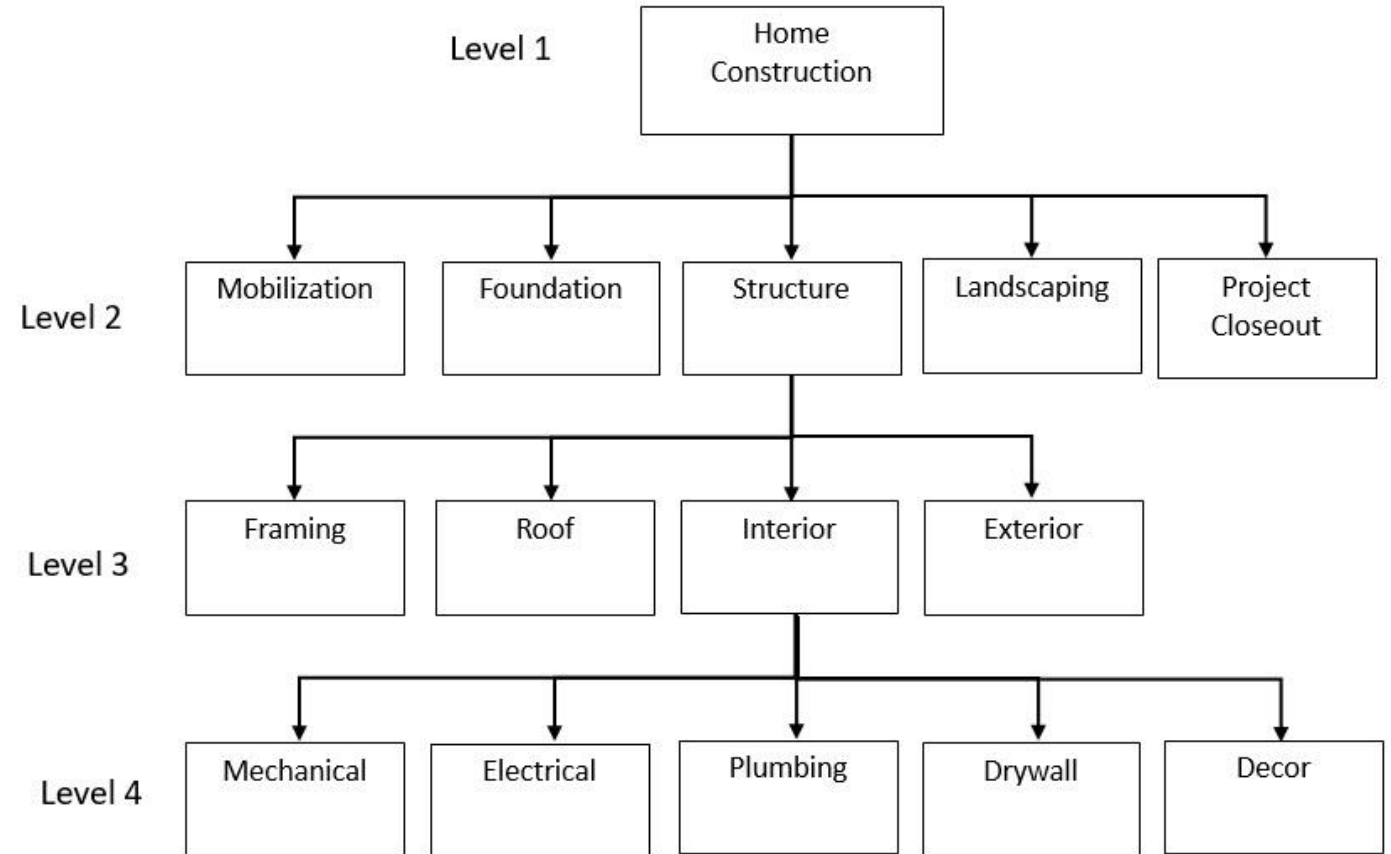 Level 1
Home
Construction
Level 2
Mobilization
Foundation
Structure
Landscaping
Project
Closeout
Level 3
Framing
Roof
Interior
Exterior
Level 4
Mechanical
Electrical
Plumbing
Drywall
Decor